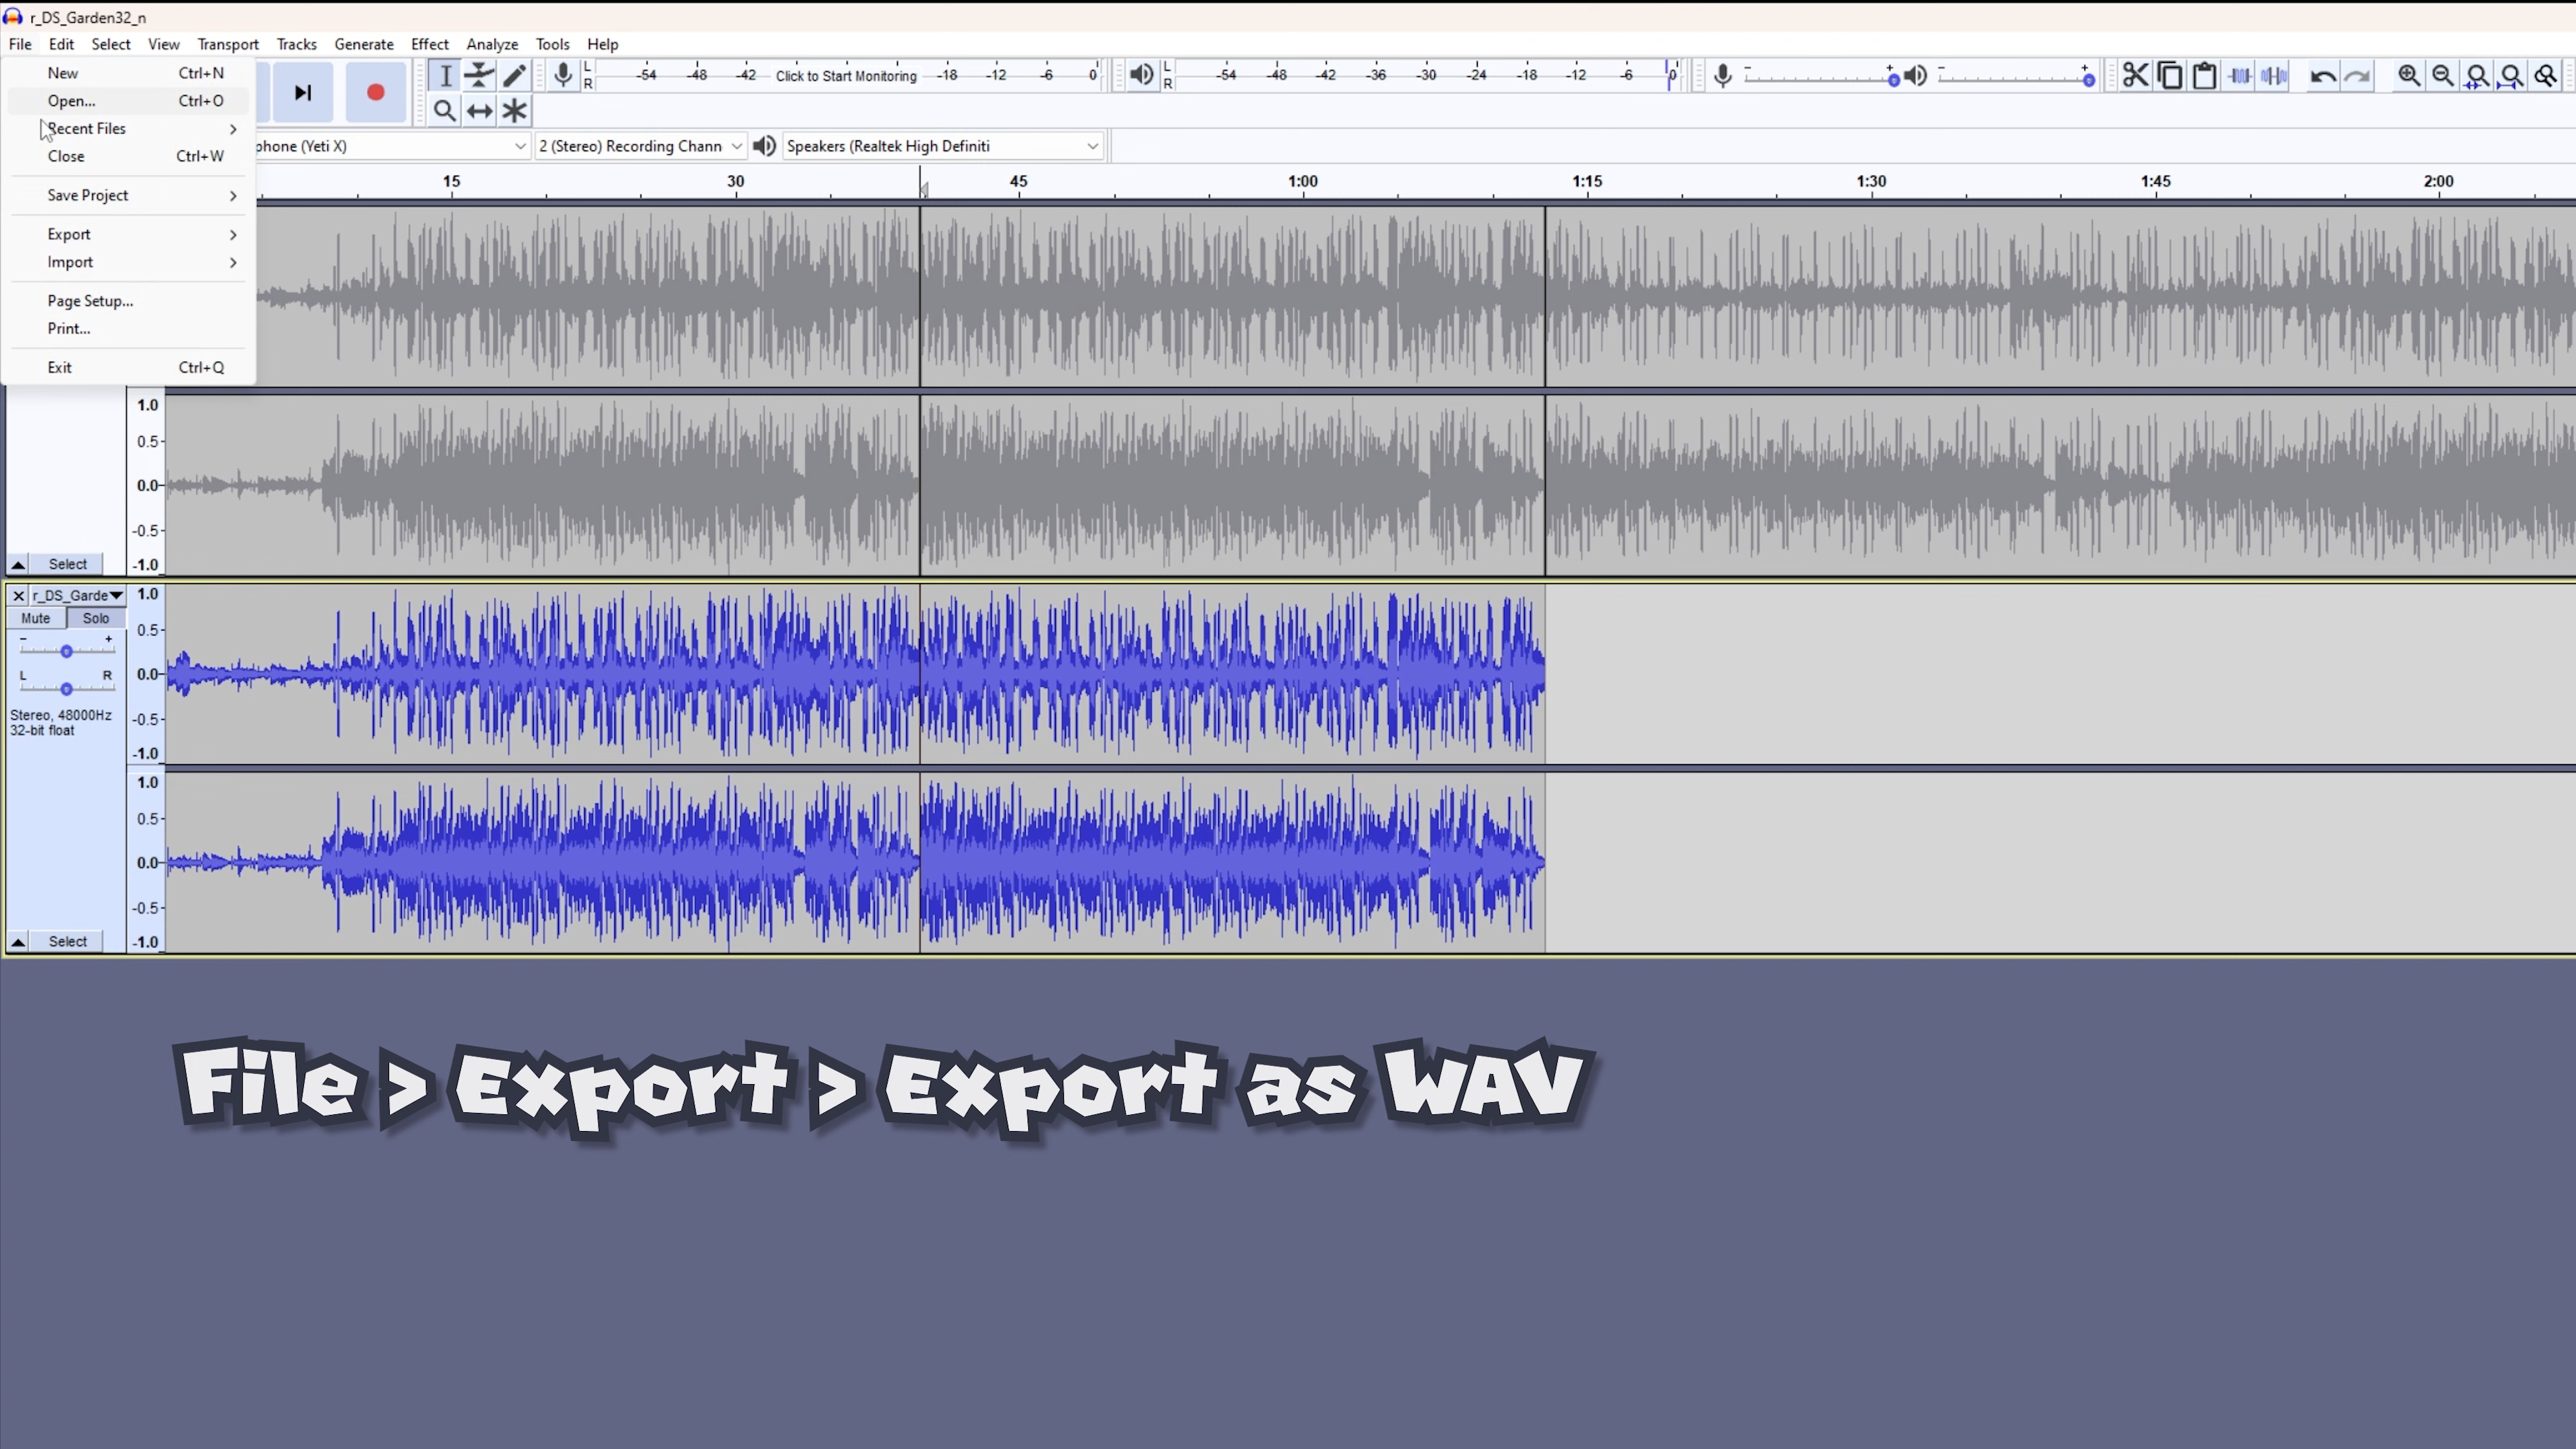 r_DS_Garden32_n
File Edit Select View Transport Tracks Generate Effect Analyze Tools Help
New Ctrl+N
Open... Ctrl+O
Recent Files
Close Ctrl+W
Save Project
Export
Import
Page Setup...
Print...
Exit Ctrl+Q
L R -54 -48 -42 Click to Start Monitoring -18 -12 -6 0
L R -54 -48 -42 -36 -30 -24 -18 -12 -6 0
- + - +
phone (Yeti X) 2 (Stereo) Recording Chann Speakers (Realtek High Definiti
15 30 45 1:00 1:15 1:30 1:45 2:00
1.0
0.5
0.0
-0.5
-1.0
Select
r_DS_Garde
Mute Solo
- +
L R
Stereo, 48000Hz
32-bit float
1.0
0.5
0.0
-0.5
-1.0
1.0
0.5
0.0
-0.5
-1.0
Select
File > Export > Export as WAV